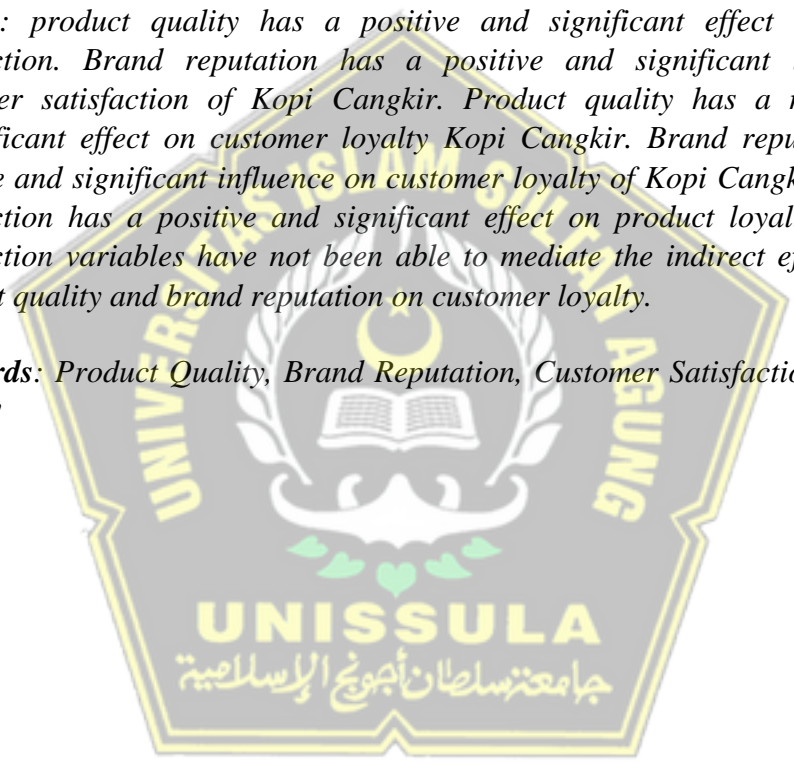 : product quality has a positive and significant effect
ction. Brand reputation has a positive and significant
er satisfaction of Kopi Cangkir. Product quality has a
ficant effect on customer loyalty Kopi Cangkir. Brand repu
e and significant influence on customer loyalty of Kopi Cangk
ction has a positive and significant effect on product loyal
ction variables have not been able to mediate the indirect ef
t quality and brand reputation on customer loyalty.
rds: Product Quality, Brand Reputation, Customer Satisfactio
UNIVERSITAS ISLAM SULTAN AGUNG
UNISSULA
جامعة سلطان أجونج الإسلامية